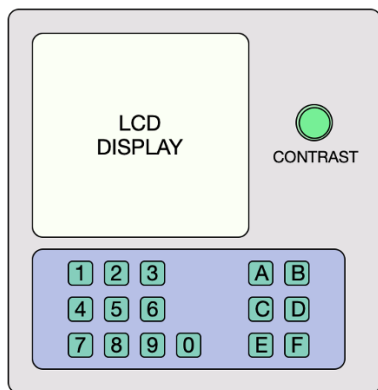 LCD
DISPLAY
CONTRAST
1 2 3 A B
4 5 6 C D
7 8 9 0 E F